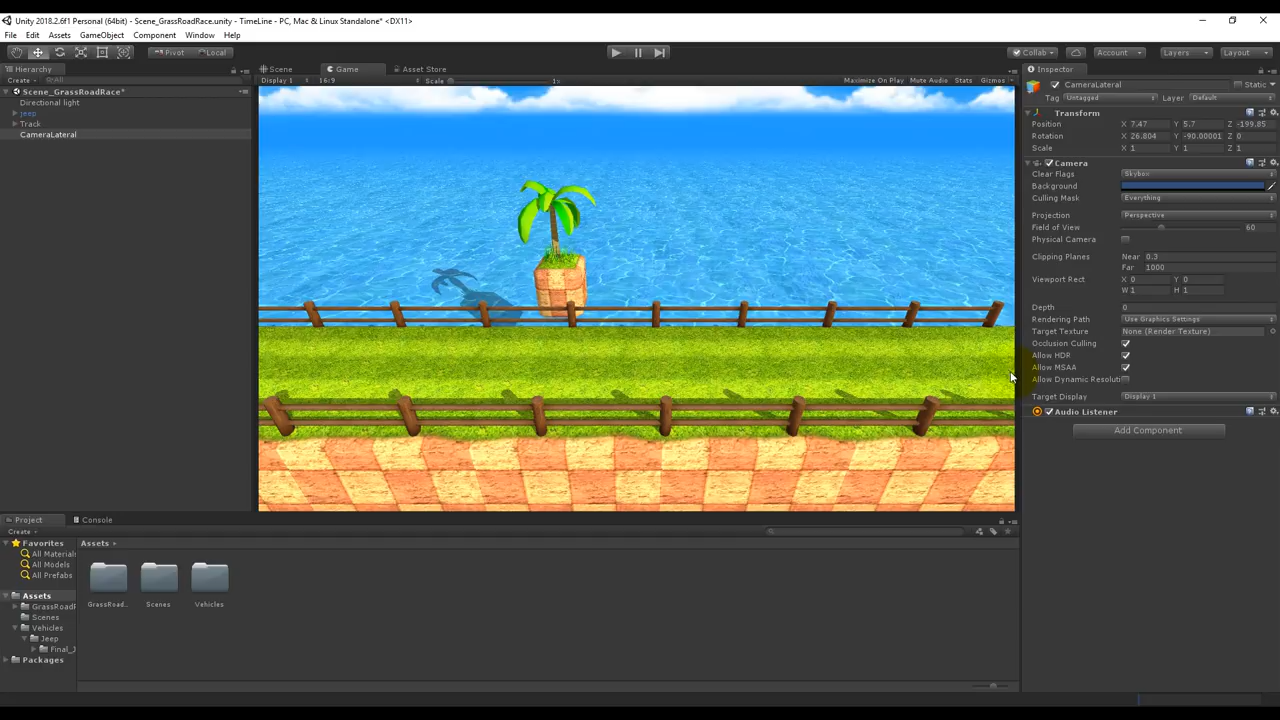 Unity 2018.2.6f1 Personal (64bit) - Scene_GrassRoadRace.unity - TimeLine - PC, Mac & Linux Standalone* <DX11>
File Edit Assets GameObject Component Window Help
Pivot Local Collab Account Layers Layout
Hierarchy Scene Game Asset Store Inspector
Create All Display 1 16:9 Scale 1x Maximize On Play Mute Audio Stats Gizmos
CameraLateral Static
Scene_GrassRoadRace*
Tag Untagged Layer Default
Directional light
jeep
Track
CameraLateral
Transform
Position X 7.47 Y 5.7 Z -199.85
Rotation X 26.804 Y -90.00001 Z 0
Scale X 1 Y 1 Z 1
Camera
Clear Flags Skybox
Background
Culling Mask Everything
Projection Perspective
Field of View 60
Physical Camera
Clipping Planes Near 0.3
Far 1000
Viewport Rect X 0 Y 0
W 1 H 1
Depth 0
Rendering Path Use Graphics Settings
Target Texture None (Render Texture)
Occlusion Culling
Allow HDR
Allow MSAA
Allow Dynamic Resoluti
Target Display Display 1
Audio Listener
Add Component
Project Console
Create
Favorites
All Materials
All Models
All Prefabs
Assets
GrassRoadR
Scenes
Vehicles
Jeep
Final_J
Packages
Assets
GrassRoad.. Scenes Vehicles